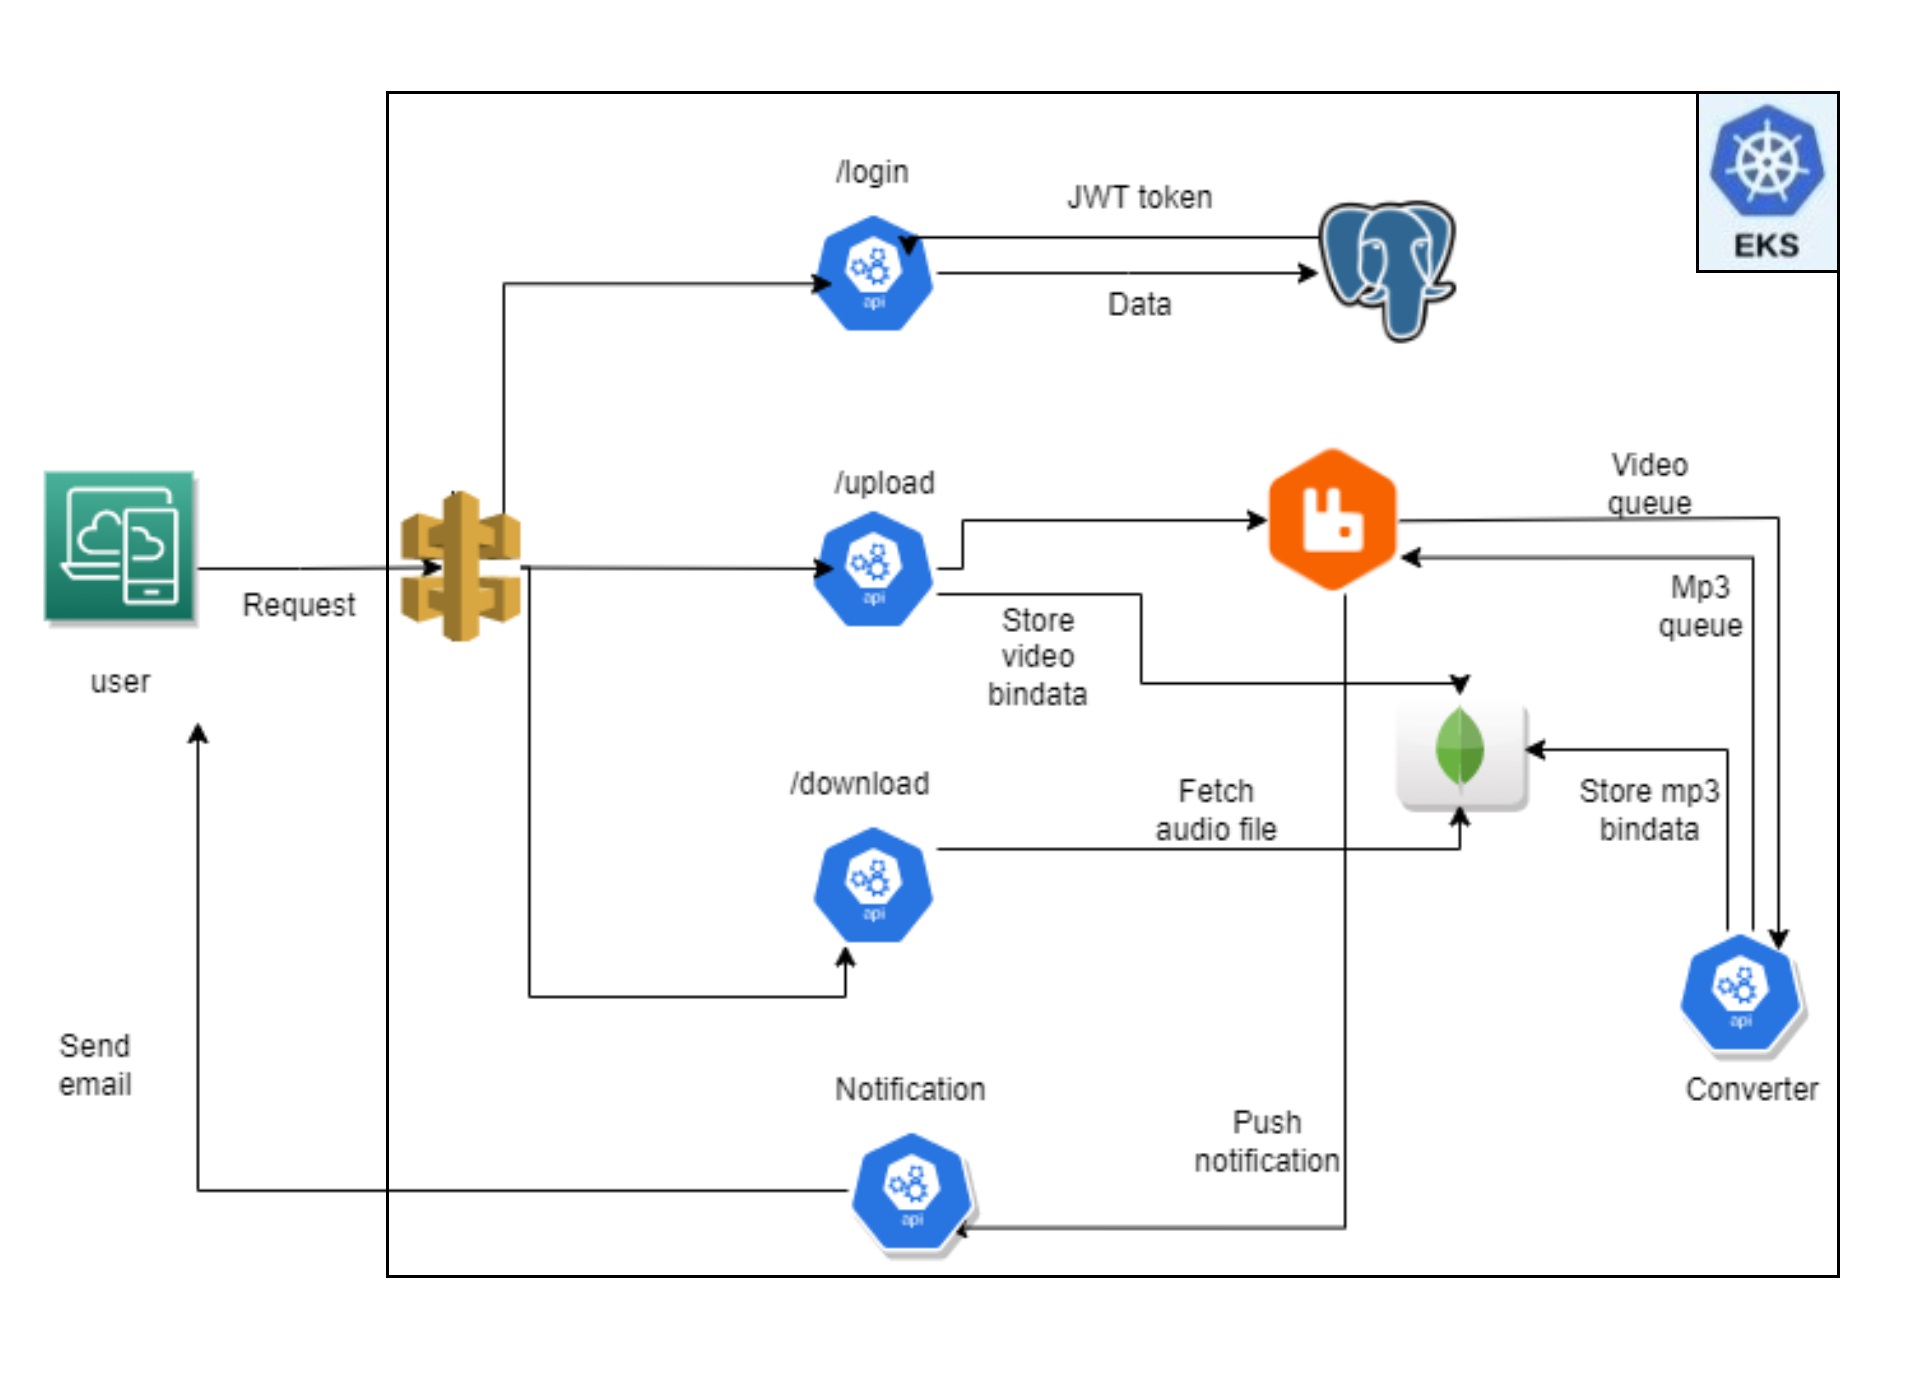 /login
JWT token
EKS
api
Data
Video
queue
/upload
api
Mp3
queue
Request
Store
video
bindata
user
/download
Fetch
audio file
Store mp3
bindata
api
api
Send
email
Notification
Converter
Push
notification
api